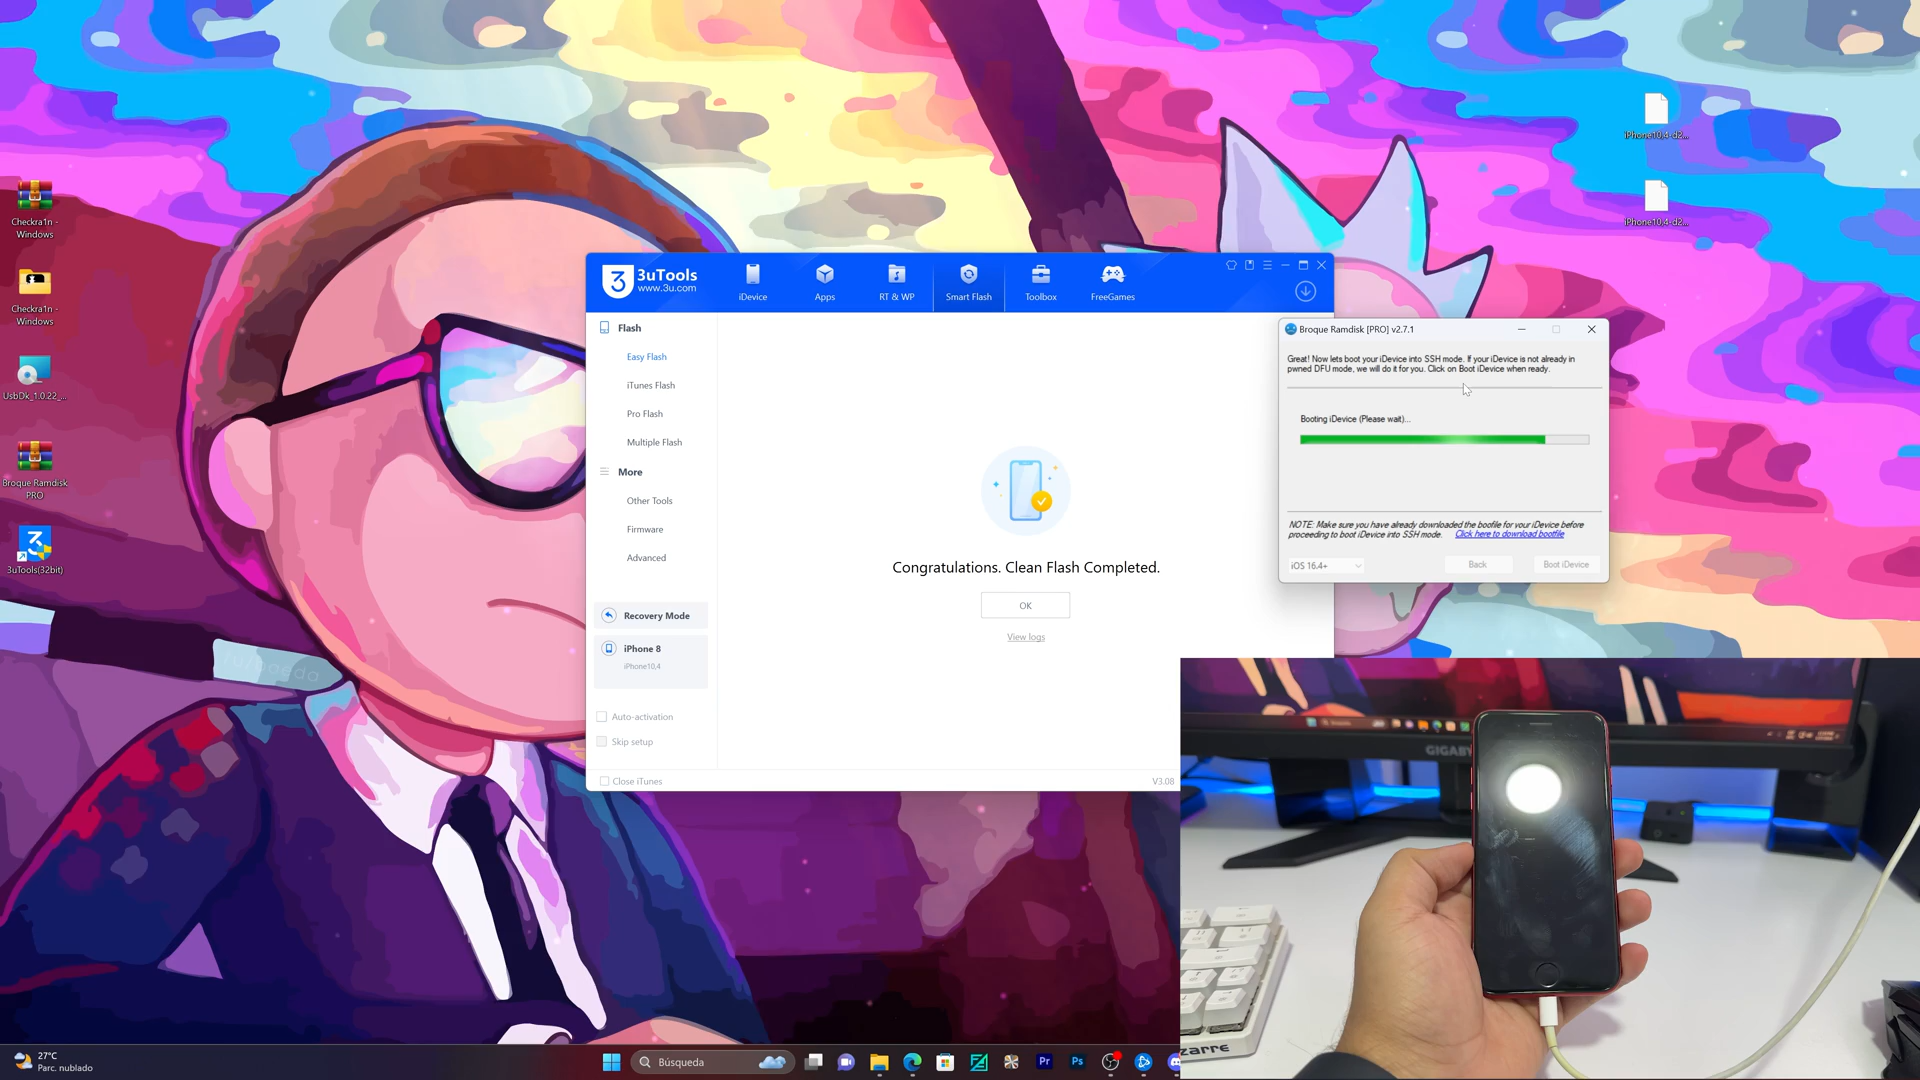 Checkra1n -
Windows
Checkra1n -
Windows
UsbDk_1.0.22_...
Broque Ramdisk
PRO
3uTools(32bit)
iPhone10,4-d2...
iPhone10,4-d2...
3uTools
www.3u.com
iDevice
Apps
RT & WP
Smart Flash
Toolbox
FreeGames
Flash
Easy Flash
iTunes Flash
Pro Flash
Multiple Flash
More
Other Tools
Firmware
Advanced
Recovery Mode
iPhone 8
iPhone10,4
Auto-activation
Skip setup
Close iTunes
Congratulations. Clean Flash Completed.
OK
View logs
V3.08
Broque Ramdisk [PRO] v2.7.1
Great! Now lets boot your iDevice into SSH mode. If your iDevice is not already in
pwned DFU mode, we will do it for you. Click on Boot iDevice when ready.
Booting iDevice (Please wait)...
NOTE: Make sure you have already downloaded the boofile for your iDevice before
proceeding to boot iDevice into SSH mode. Click here to download bootfile
iOS 16.4+
Back
Boot iDevice
27°C
Parc. nublado
Búsqueda
Pr
Ps